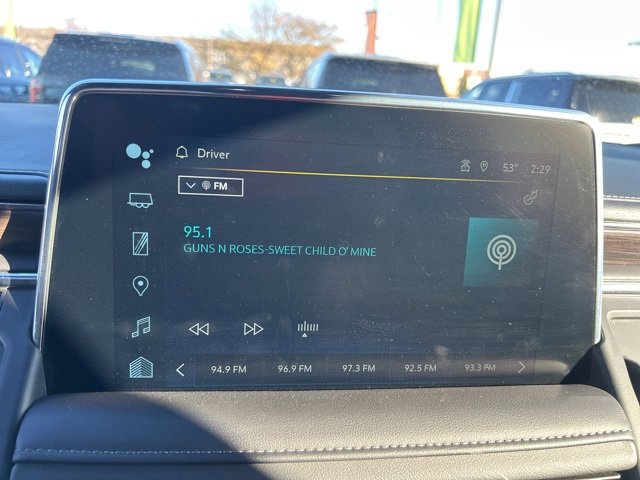 Driver
53° 2:29
FM
95.1
GUNS N ROSES-SWEET CHILD O' MINE
94.9 FM 96.9 FM 97.3 FM 92.5 FM 93.3 FM